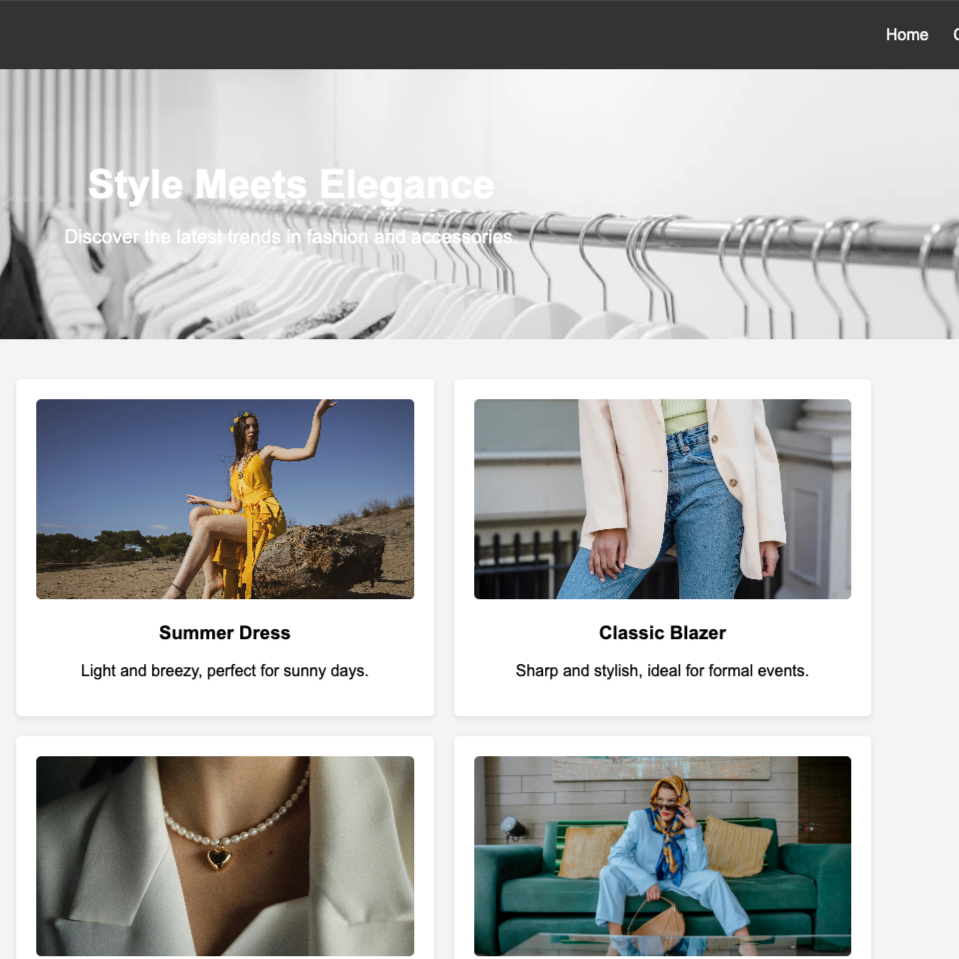 Home
Style Meets Elegance
Discover the latest trends in fashion and accessories.
Summer Dress
Classic Blazer
Light and breezy, perfect for sunny days.
Sharp and stylish, ideal for formal events.